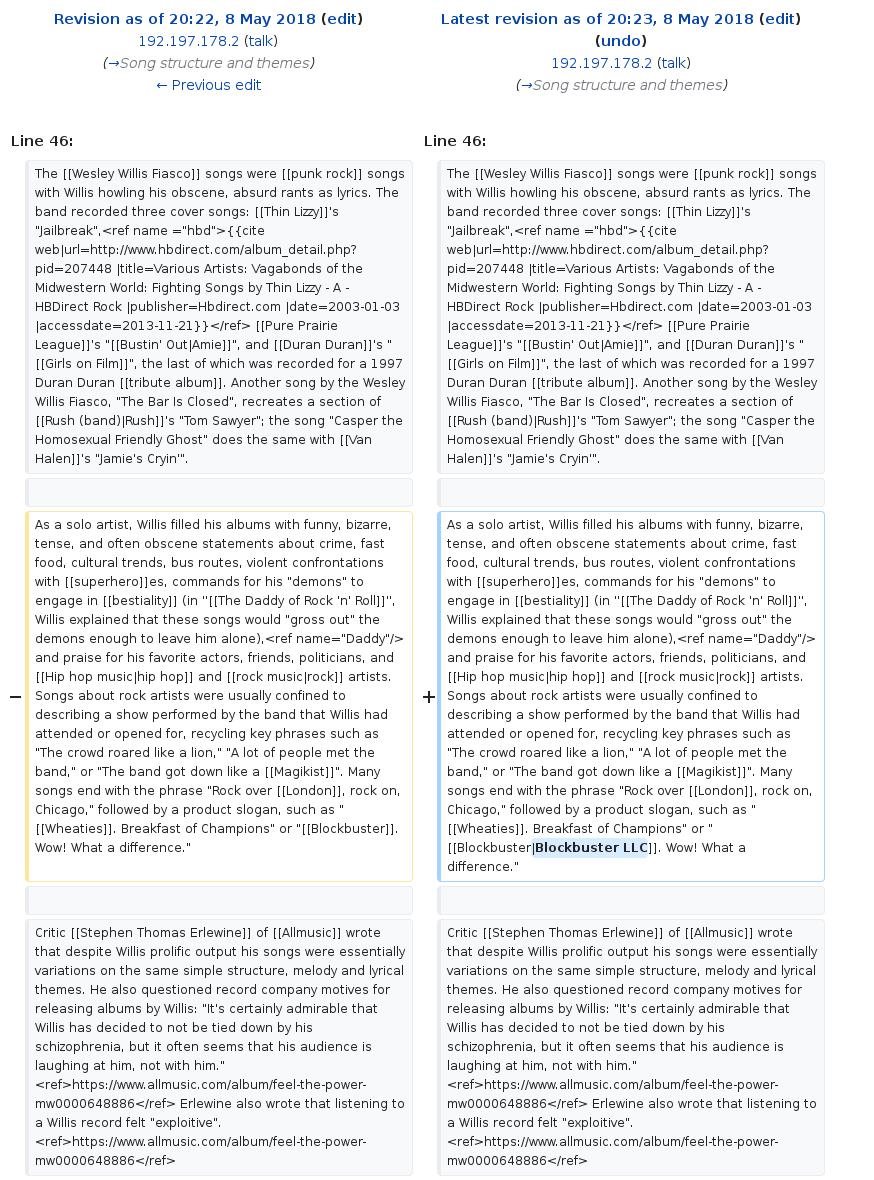 Revision as of 20:22, 8 May 2018 (edit)
192.197.178.2 (talk)
(→Song structure and themes)
← Previous edit
Latest revision as of 20:23, 8 May 2018 (edit)
(undo)
192.197.178.2 (talk)
(→Song structure and themes)
Line 46:
Line 46:
The [[Wesley Willis Fiasco]] songs were [[punk rock]] songs
with Willis howling his obscene, absurd rants as lyrics. The
band recorded three cover songs: [[Thin Lizzy]]'s
"Jailbreak",<ref name ="hbd">{{cite
web|url=http://www.hbdirect.com/album_detail.php?
pid=207448 |title=Various Artists: Vagabonds of the
Midwestern World: Fighting Songs by Thin Lizzy - A -
HBDirect Rock |publisher=Hbdirect.com |date=2003-01-03
|accessdate=2013-11-21}}</ref> [[Pure Prairie
League]]'s "[[Bustin' Out|Amie]]", and [[Duran Duran]]'s "
[[Girls on Film]]", the last of which was recorded for a 1997
Duran Duran [[tribute album]]. Another song by the Wesley
Willis Fiasco, "The Bar Is Closed", recreates a section of
[[Rush (band)|Rush]]'s "Tom Sawyer"; the song "Casper the
Homosexual Friendly Ghost" does the same with [[Van
Halen]]'s "Jamie's Cryin'".
The [[Wesley Willis Fiasco]] songs were [[punk rock]] songs
with Willis howling his obscene, absurd rants as lyrics. The
band recorded three cover songs: [[Thin Lizzy]]'s
"Jailbreak",<ref name ="hbd">{{cite
web|url=http://www.hbdirect.com/album_detail.php?
pid=207448 |title=Various Artists: Vagabonds of the
Midwestern World: Fighting Songs by Thin Lizzy - A -
HBDirect Rock |publisher=Hbdirect.com |date=2003-01-03
|accessdate=2013-11-21}}</ref> [[Pure Prairie
League]]'s "[[Bustin' Out|Amie]]", and [[Duran Duran]]'s "
[[Girls on Film]]", the last of which was recorded for a 1997
Duran Duran [[tribute album]]. Another song by the Wesley
Willis Fiasco, "The Bar Is Closed", recreates a section of
[[Rush (band)|Rush]]'s "Tom Sawyer"; the song "Casper the
Homosexual Friendly Ghost" does the same with [[Van
Halen]]'s "Jamie's Cryin'".
−
As a solo artist, Willis filled his albums with funny, bizarre,
tense, and often obscene statements about crime, fast
food, cultural trends, bus routes, violent confrontations
with [[superhero]]es, commands for his "demons" to
engage in [[bestiality]] (in ''[[The Daddy of Rock 'n' Roll]]'',
Willis explained that these songs would "gross out" the
demons enough to leave him alone),<ref name="Daddy"/>
and praise for his favorite actors, friends, politicians, and
[[Hip hop music|hip hop]] and [[rock music|rock]] artists.
Songs about rock artists were usually confined to
describing a show performed by the band that Willis had
attended or opened for, recycling key phrases such as
"The crowd roared like a lion," "A lot of people met the
band," or "The band got down like a [[Magikist]]". Many
songs end with the phrase "Rock over [[London]], rock on,
Chicago," followed by a product slogan, such as "
[[Wheaties]]. Breakfast of Champions" or "[[Blockbuster]].
Wow! What a difference."
+
As a solo artist, Willis filled his albums with funny, bizarre,
tense, and often obscene statements about crime, fast
food, cultural trends, bus routes, violent confrontations
with [[superhero]]es, commands for his "demons" to
engage in [[bestiality]] (in ''[[The Daddy of Rock 'n' Roll]]'',
Willis explained that these songs would "gross out" the
demons enough to leave him alone),<ref name="Daddy"/>
and praise for his favorite actors, friends, politicians, and
[[Hip hop music|hip hop]] and [[rock music|rock]] artists.
Songs about rock artists were usually confined to
describing a show performed by the band that Willis had
attended or opened for, recycling key phrases such as
"The crowd roared like a lion," "A lot of people met the
band," or "The band got down like a [[Magikist]]". Many
songs end with the phrase "Rock over [[London]], rock on,
Chicago," followed by a product slogan, such as "
[[Wheaties]]. Breakfast of Champions" or "
[[Blockbuster|Blockbuster LLC]]. Wow! What a
difference."
Critic [[Stephen Thomas Erlewine]] of [[Allmusic]] wrote
that despite Willis prolific output his songs were essentially
variations on the same simple structure, melody and lyrical
themes. He also questioned record company motives for
releasing albums by Willis: "It's certainly admirable that
Willis has decided to not be tied down by his
schizophrenia, but it often seems that his audience is
laughing at him, not with him."
<ref>https://www.allmusic.com/album/feel-the-power-
mw0000648886</ref> Erlewine also wrote that listening to
a Willis record felt "exploitive".
<ref>https://www.allmusic.com/album/feel-the-power-
mw0000648886</ref>
Critic [[Stephen Thomas Erlewine]] of [[Allmusic]] wrote
that despite Willis prolific output his songs were essentially
variations on the same simple structure, melody and lyrical
themes. He also questioned record company motives for
releasing albums by Willis: "It's certainly admirable that
Willis has decided to not be tied down by his
schizophrenia, but it often seems that his audience is
laughing at him, not with him."
<ref>https://www.allmusic.com/album/feel-the-power-
mw0000648886</ref> Erlewine also wrote that listening to
a Willis record felt "exploitive".
<ref>https://www.allmusic.com/album/feel-the-power-
mw0000648886</ref>